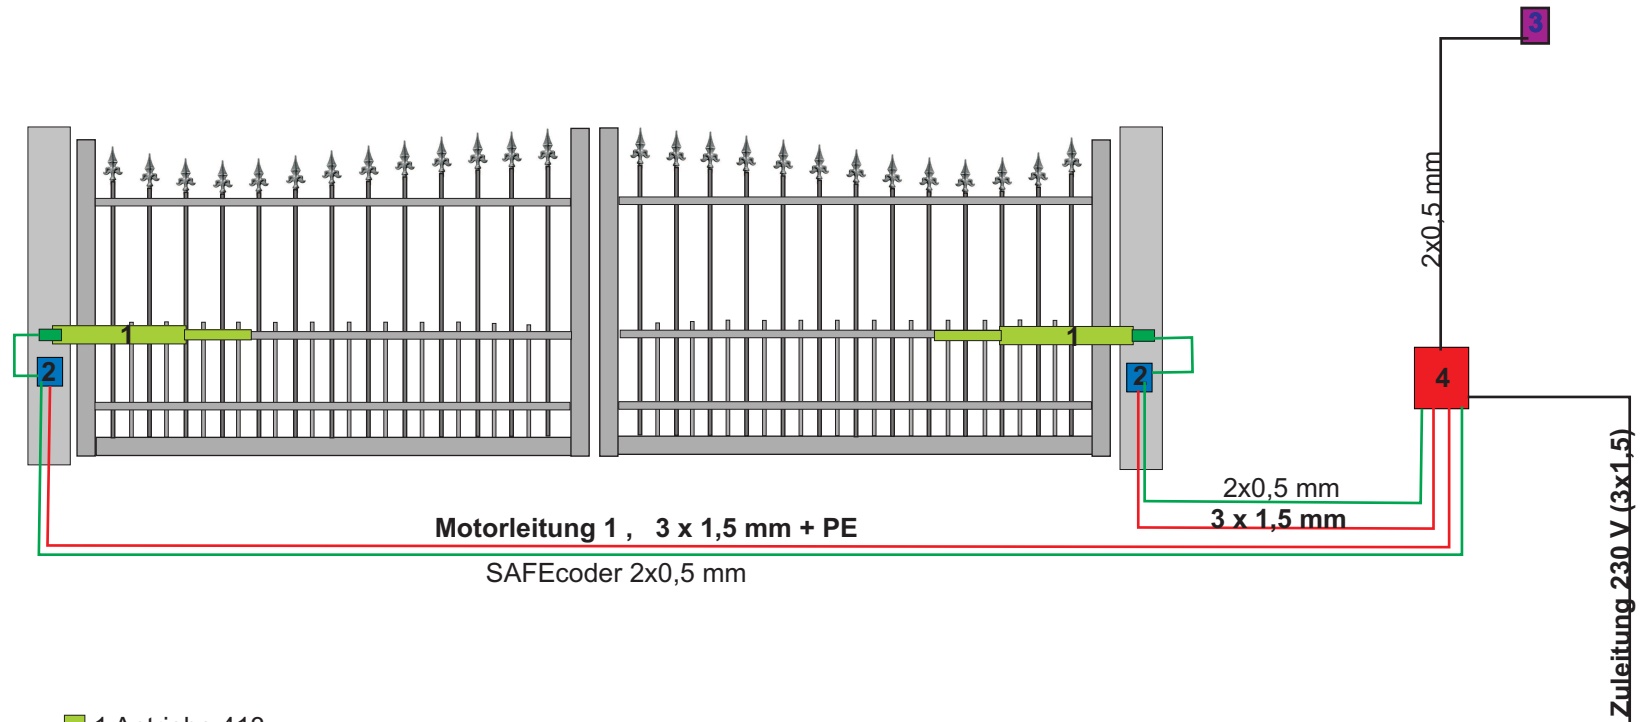 3
2x0,5 mm
1
1
2
2
4
2x0,5 mm
3 x 1,5 mm
Motorleitung 1 , 3 x 1,5 mm + PE
SAFEcoder 2x0,5 mm
Zuleitung 230 V (3x1,5)